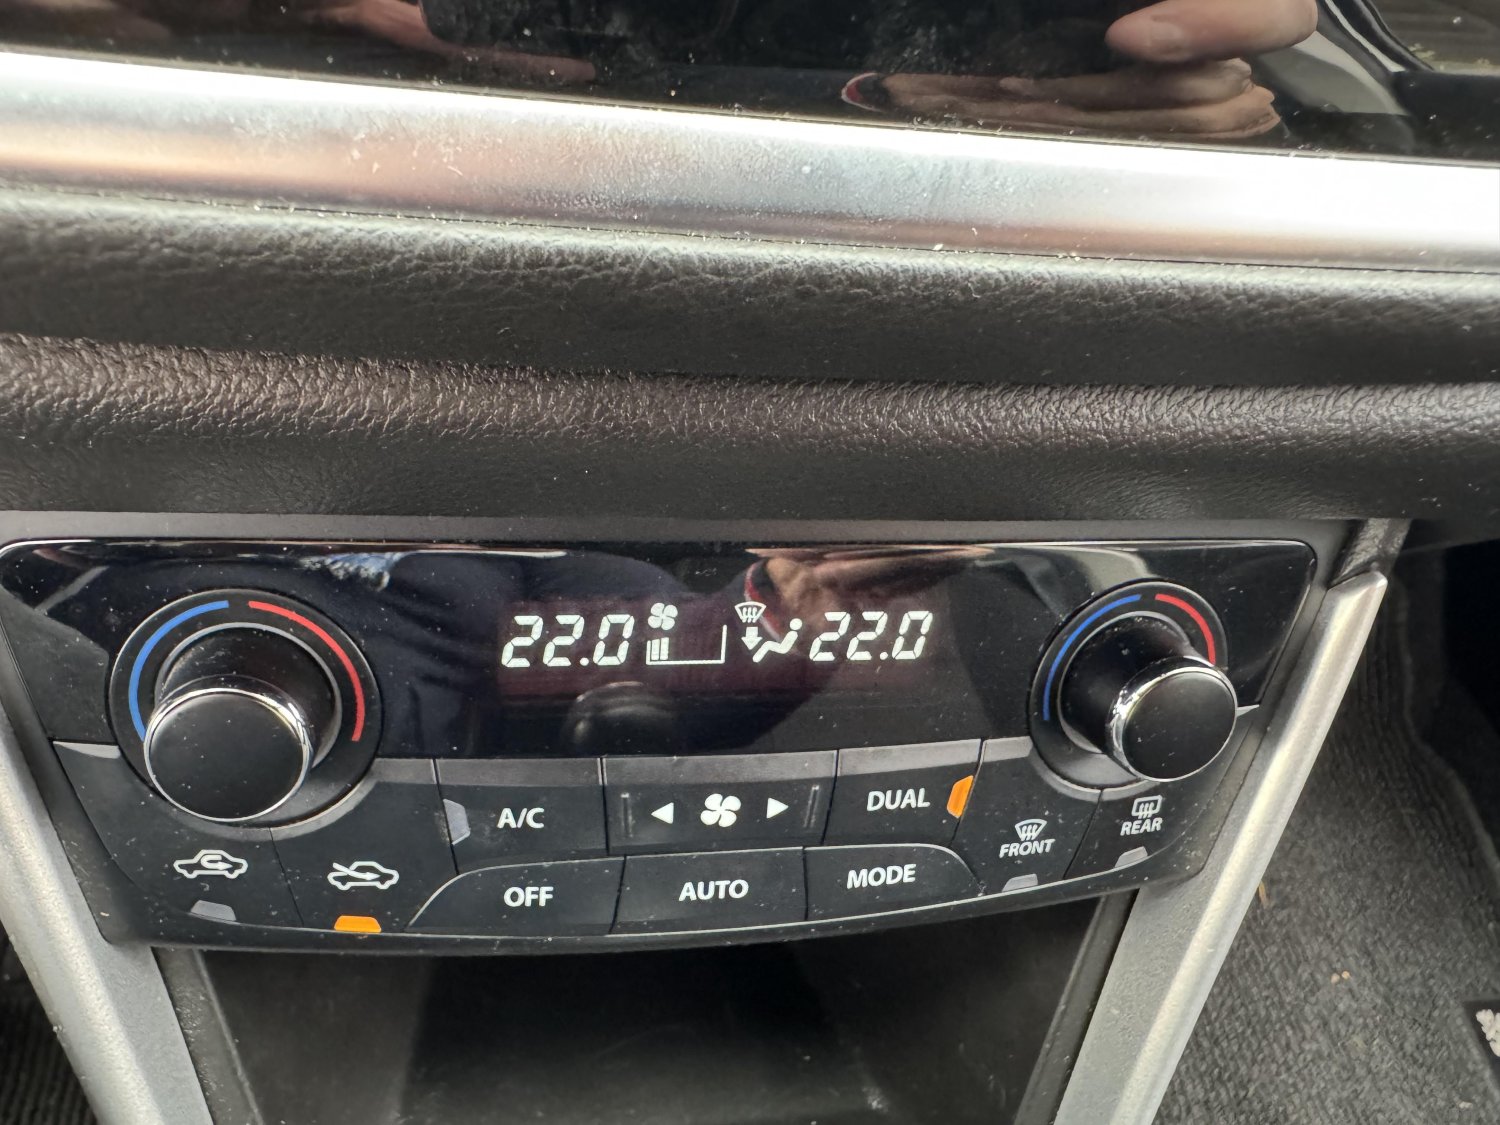 22.0 22.0
A/C
DUAL
FRONT
REAR
OFF
AUTO
MODE